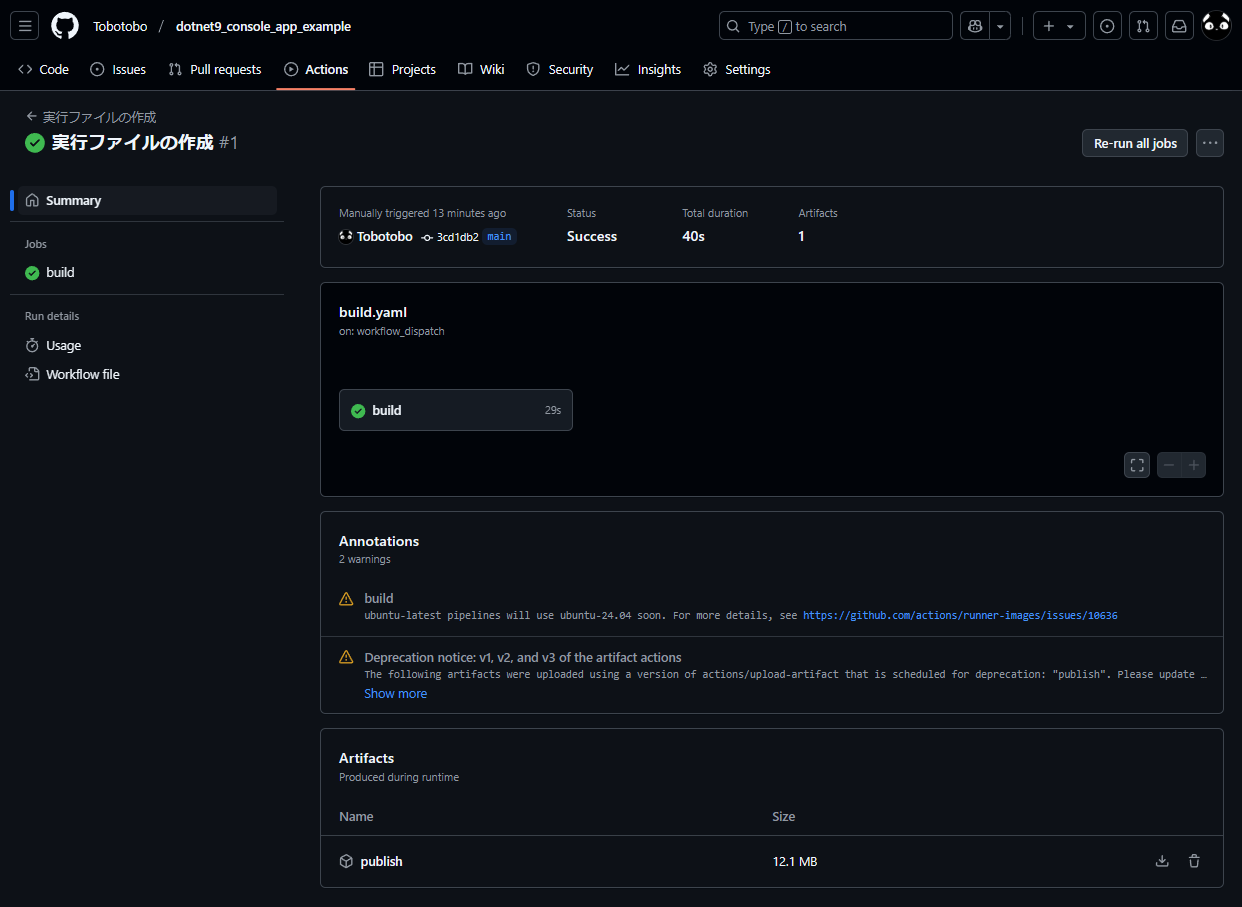 Tobotobo / dotnet9_console_app_example
Type / to search
Code Issues Pull requests Actions Projects Wiki Security Insights Settings
← 実行ファイルの作成
実行ファイルの作成 #1
Re-run all jobs
Summary
Jobs
build
Run details
Usage
Workflow file
Manually triggered 13 minutes ago
Tobotobo 3cd1db2 main
Status
Success
Total duration
40s
Artifacts
1
build.yaml
on: workflow_dispatch
build 29s
Annotations
2 warnings
build
ubuntu-latest pipelines will use ubuntu-24.04 soon. For more details, see https://github.com/actions/runner-images/issues/10636
Deprecation notice: v1, v2, and v3 of the artifact actions
The following artifacts were uploaded using a version of actions/upload-artifact that is scheduled for deprecation: "publish". Please update …
Show more
Artifacts
Produced during runtime
Name Size
publish 12.1 MB